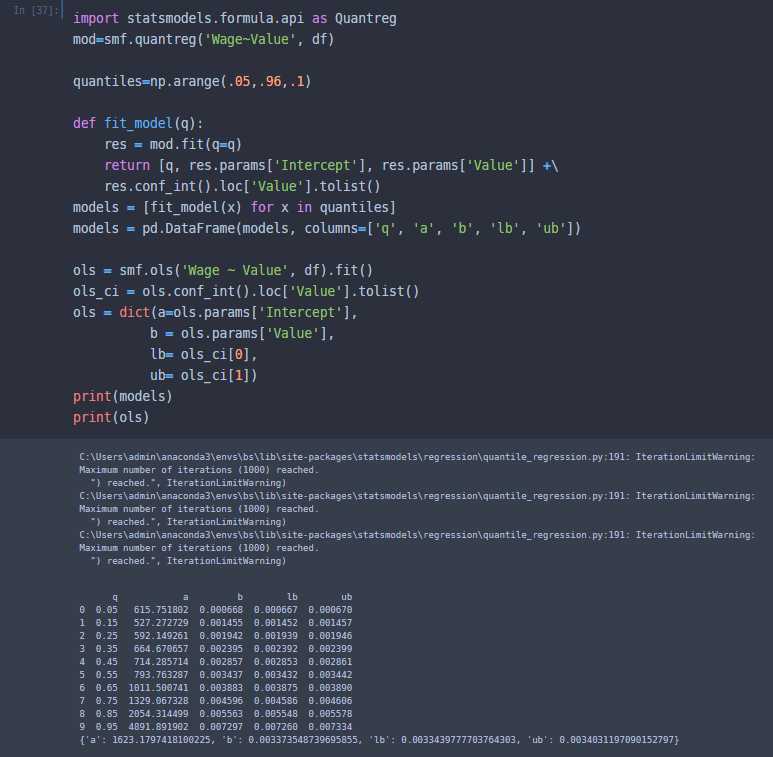 In [37]:
import statsmodels.formula.api as Quantreg
mod=smf.quantreg('Wage~Value', df)
quantiles=np.arange(.05,.96,.1)
def fit_model(q):
    res = mod.fit(q=q)
    return [q, res.params['Intercept'], res.params['Value']] +\
    res.conf_int().loc['Value'].tolist()
models = [fit_model(x) for x in quantiles]
models = pd.DataFrame(models, columns=['q', 'a', 'b', 'lb', 'ub'])
ols = smf.ols('Wage ~ Value', df).fit()
ols_ci = ols.conf_int().loc['Value'].tolist()
ols = dict(a=ols.params['Intercept'],
          b = ols.params['Value'],
          lb= ols_ci[0],
          ub= ols_ci[1])
print(models)
print(ols)
C:\Users\admin\anaconda3\envs\bs\lib\site-packages\statsmodels\regression\quantile_regression.py:191: IterationLimitWarning:
Maximum number of iterations (1000) reached.
  ") reached.", IterationLimitWarning)
C:\Users\admin\anaconda3\envs\bs\lib\site-packages\statsmodels\regression\quantile_regression.py:191: IterationLimitWarning:
Maximum number of iterations (1000) reached.
  ") reached.", IterationLimitWarning)
C:\Users\admin\anaconda3\envs\bs\lib\site-packages\statsmodels\regression\quantile_regression.py:191: IterationLimitWarning:
Maximum number of iterations (1000) reached.
  ") reached.", IterationLimitWarning)
      q            a         b        lb        ub
0  0.05   615.751802  0.000668  0.000667  0.000670
1  0.15   527.272729  0.001455  0.001452  0.001457
2  0.25   592.149261  0.001942  0.001939  0.001946
3  0.35   664.670657  0.002395  0.002392  0.002399
4  0.45   714.285714  0.002857  0.002853  0.002861
5  0.55   793.763287  0.003437  0.003432  0.003442
6  0.65  1011.500741  0.003883  0.003875  0.003890
7  0.75  1329.067328  0.004596  0.004586  0.004606
8  0.85  2054.314499  0.005563  0.005548  0.005578
9  0.95  4891.891902  0.007297  0.007260  0.007334
{'a': 1623.1797418100225, 'b': 0.003373548739695855, 'lb': 0.0033439777703764303, 'ub': 0.0034031197090152797}